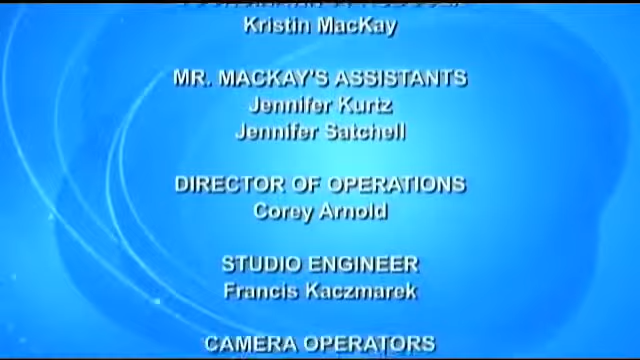 Kristin MacKay
MR. MACKAY'S ASSISTANTS
Jennifer Kurtz
Jennifer Satchell
DIRECTOR OF OPERATIONS
Corey Arnold
STUDIO ENGINEER
Francis Kaczmarek
CAMERA OPERATORS